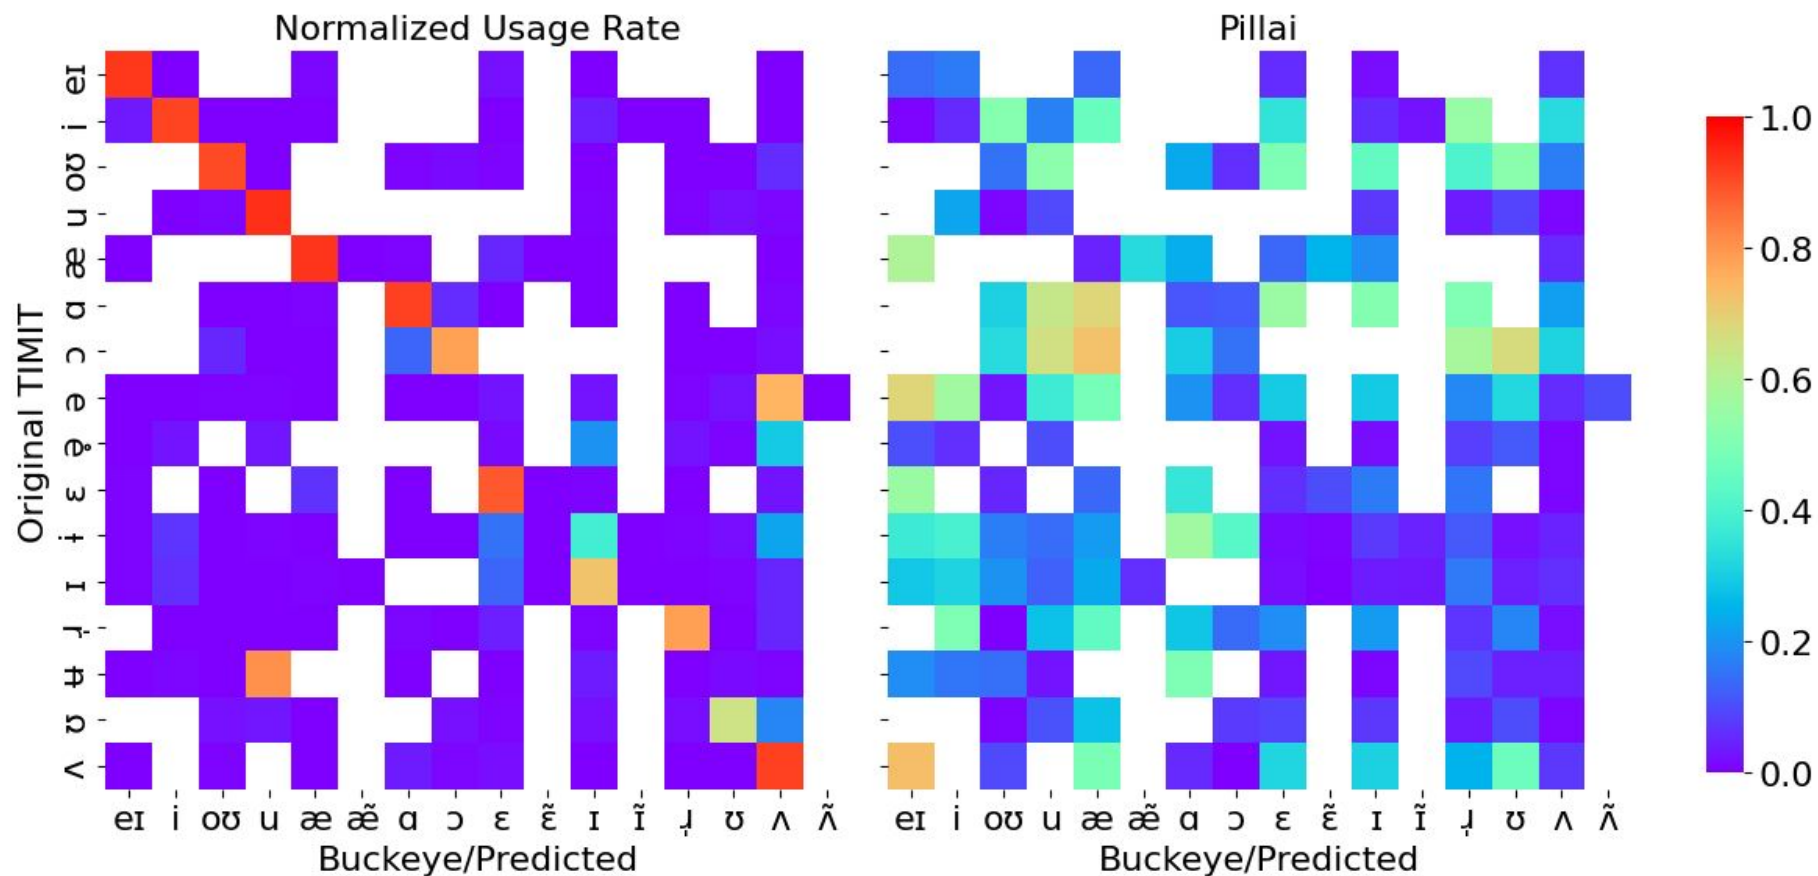 Normalized Usage Rate
Pillai
Original TIMIT
eɪ
i
oʊ
u
æ
ɑ
ɔ
ə
ə̥
ɛ
ɨ
ɪ
ɹ̩
ʉ
ʊ
ʌ
eɪ i oʊ u æ æ̃ ɑ ɔ ɛ ɛ̃ ɪ ɪ̃ ɹ̩ ʊ ʌ ʌ̃
Buckeye/Predicted
eɪ i oʊ u æ æ̃ ɑ ɔ ɛ ɛ̃ ɪ ɪ̃ ɹ̩ ʊ ʌ ʌ̃
Buckeye/Predicted
1.0
0.8
0.6
0.4
0.2
0.0